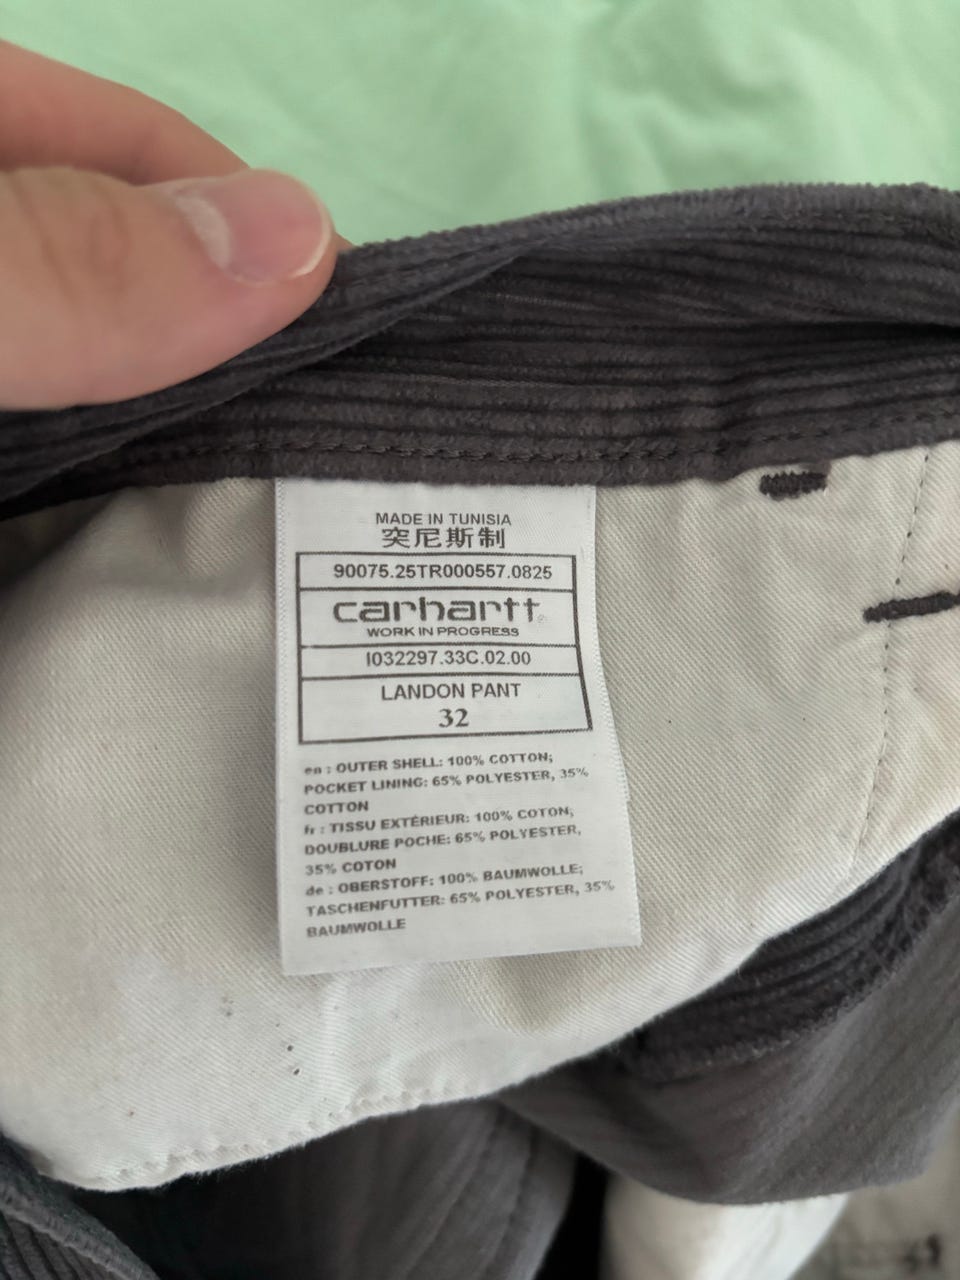 MADE IN TUNISIA
突尼斯制
90075.25TR000557.0825
carhartt
WORK IN PROGRESS
I032297.33C.02.00
LANDON PANT
32
en : OUTER SHELL: 100% COTTON;
POCKET LINING: 65% POLYESTER, 35%
COTTON
fr : TISSU EXTÉRIEUR: 100% COTON;
DOUBLURE POCHE: 65% POLYESTER,
35% COTON
de : OBERSTOFF: 100% BAUMWOLLE;
TASCHENFUTTER: 65% POLYESTER, 35%
BAUMWOLLE